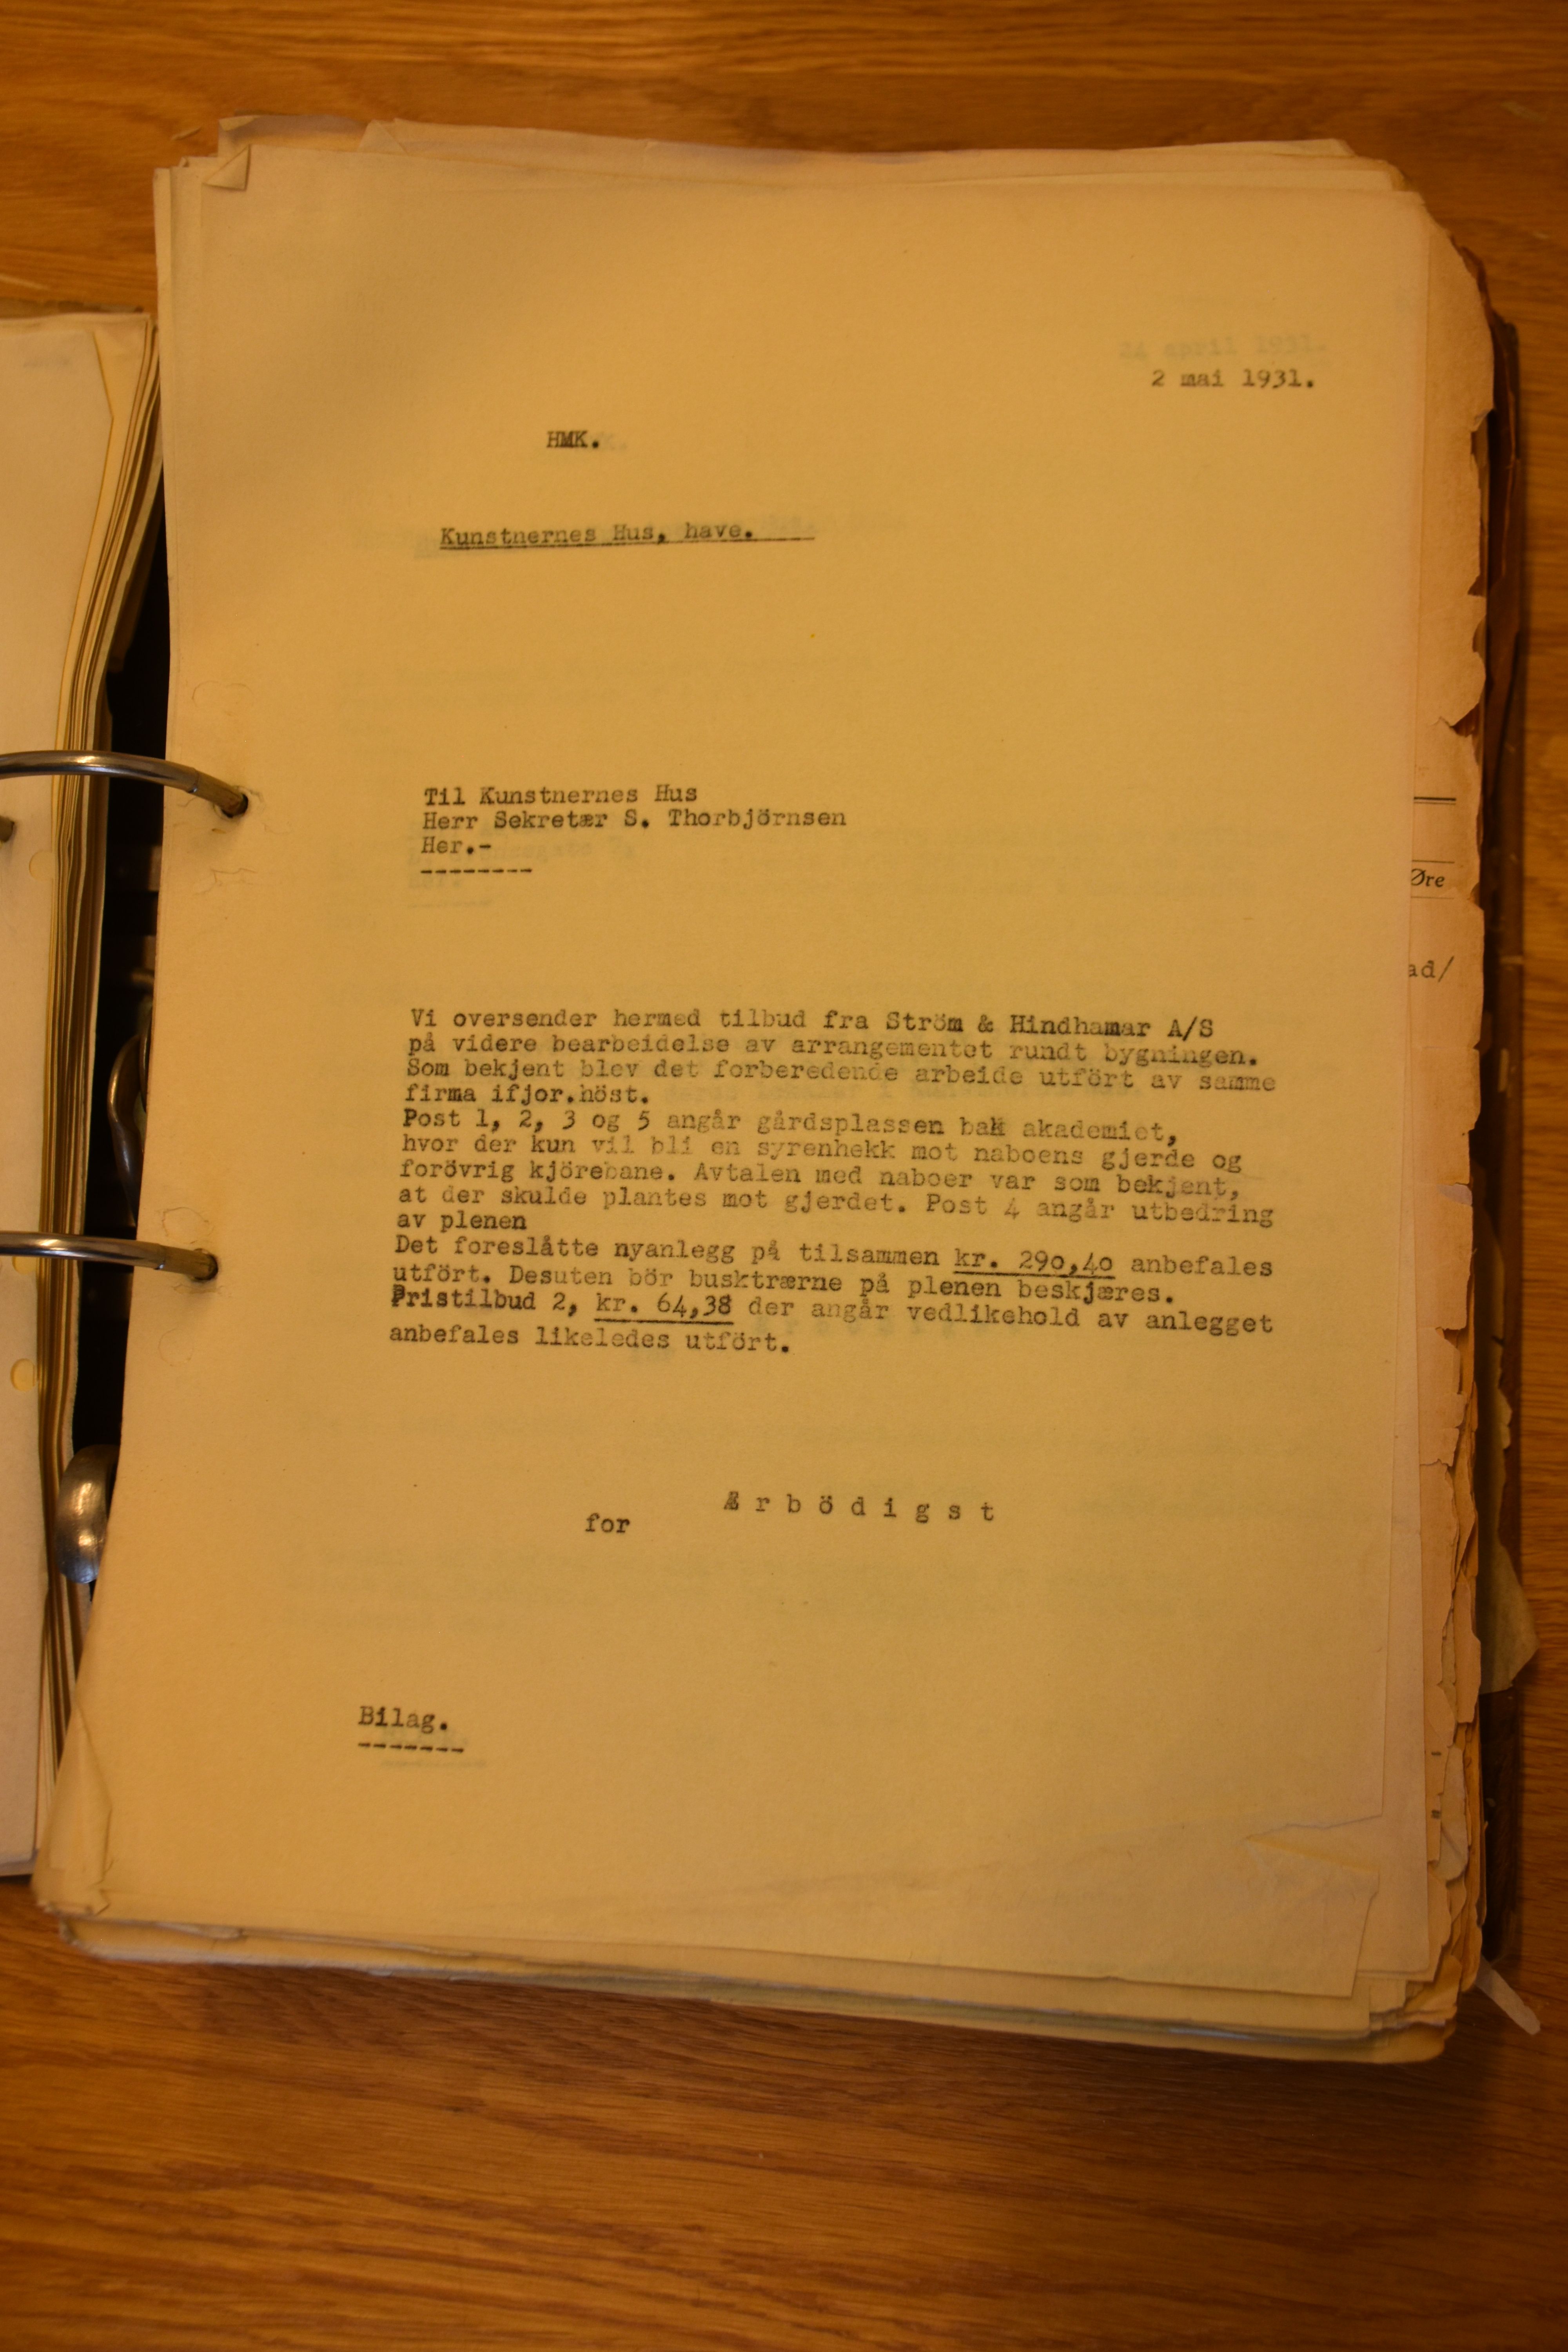 2 mai 1931.
HMK.
Kunstnernes Hus, have.
Til Kunstnernes Hus
Herr Sekretær S. Thorbjörnsen
Her.-
--------
Øre
ad/
Vi oversender hermed tilbud fra Ström & Hindhamar A/S
på videre bearbeidelse av arrangementet rundt bygningen.
Som bekjent blev det forberedende arbeide utfört av samme
firma ifjor.höst.
Post 1, 2, 3 og 5 angår gårdsplassen bak akademiet,
hvor der kun vil bli en syrenhekk mot naboens gjerde og
forövrig kjörebane. Avtalen med naboer var som bekjent,
at der skulde plantes mot gjerdet. Post 4 angår utbedring
av plenen
Det foreslåtte nyanlegg på tilsammen kr. 290,40 anbefales
utfört. Desuten bör busktrærne på plenen beskjæres.
Pristilbud 2, kr. 64,38 der angår vedlikehold av anlegget
anbefales likeledes utfört.
Ærbödigst
for
Bilag.
-------